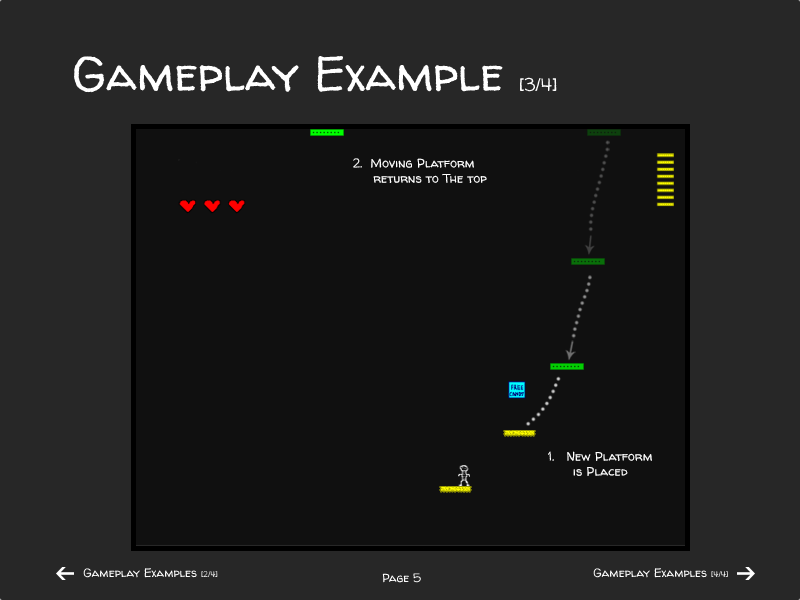 Gameplay Example [3/4]
2. Moving Platform
returns to The top
FREE
CANDY
1. New Platform
is Placed
Gameplay Examples [2/4]
Page 5
Gameplay Examples [4/4]